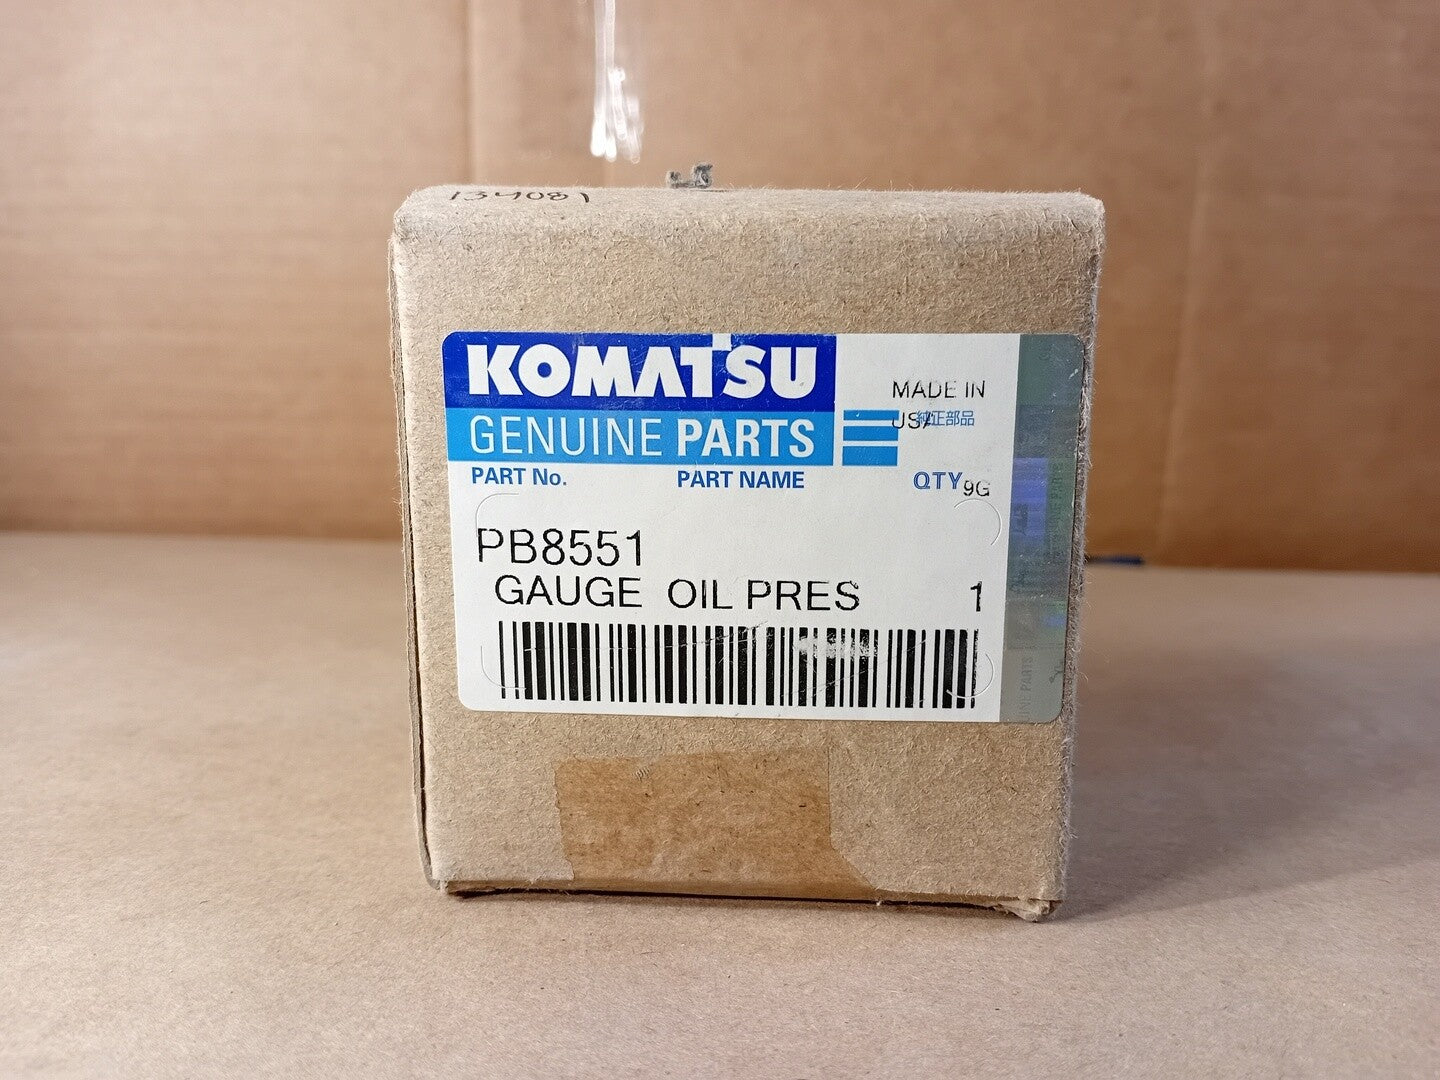 134081
KOMATSU
GENUINE PARTS
MADE IN
USA
純正部品
PART No.
PART NAME
QTY
9G
PB8551
GAUGE OIL PRES
1